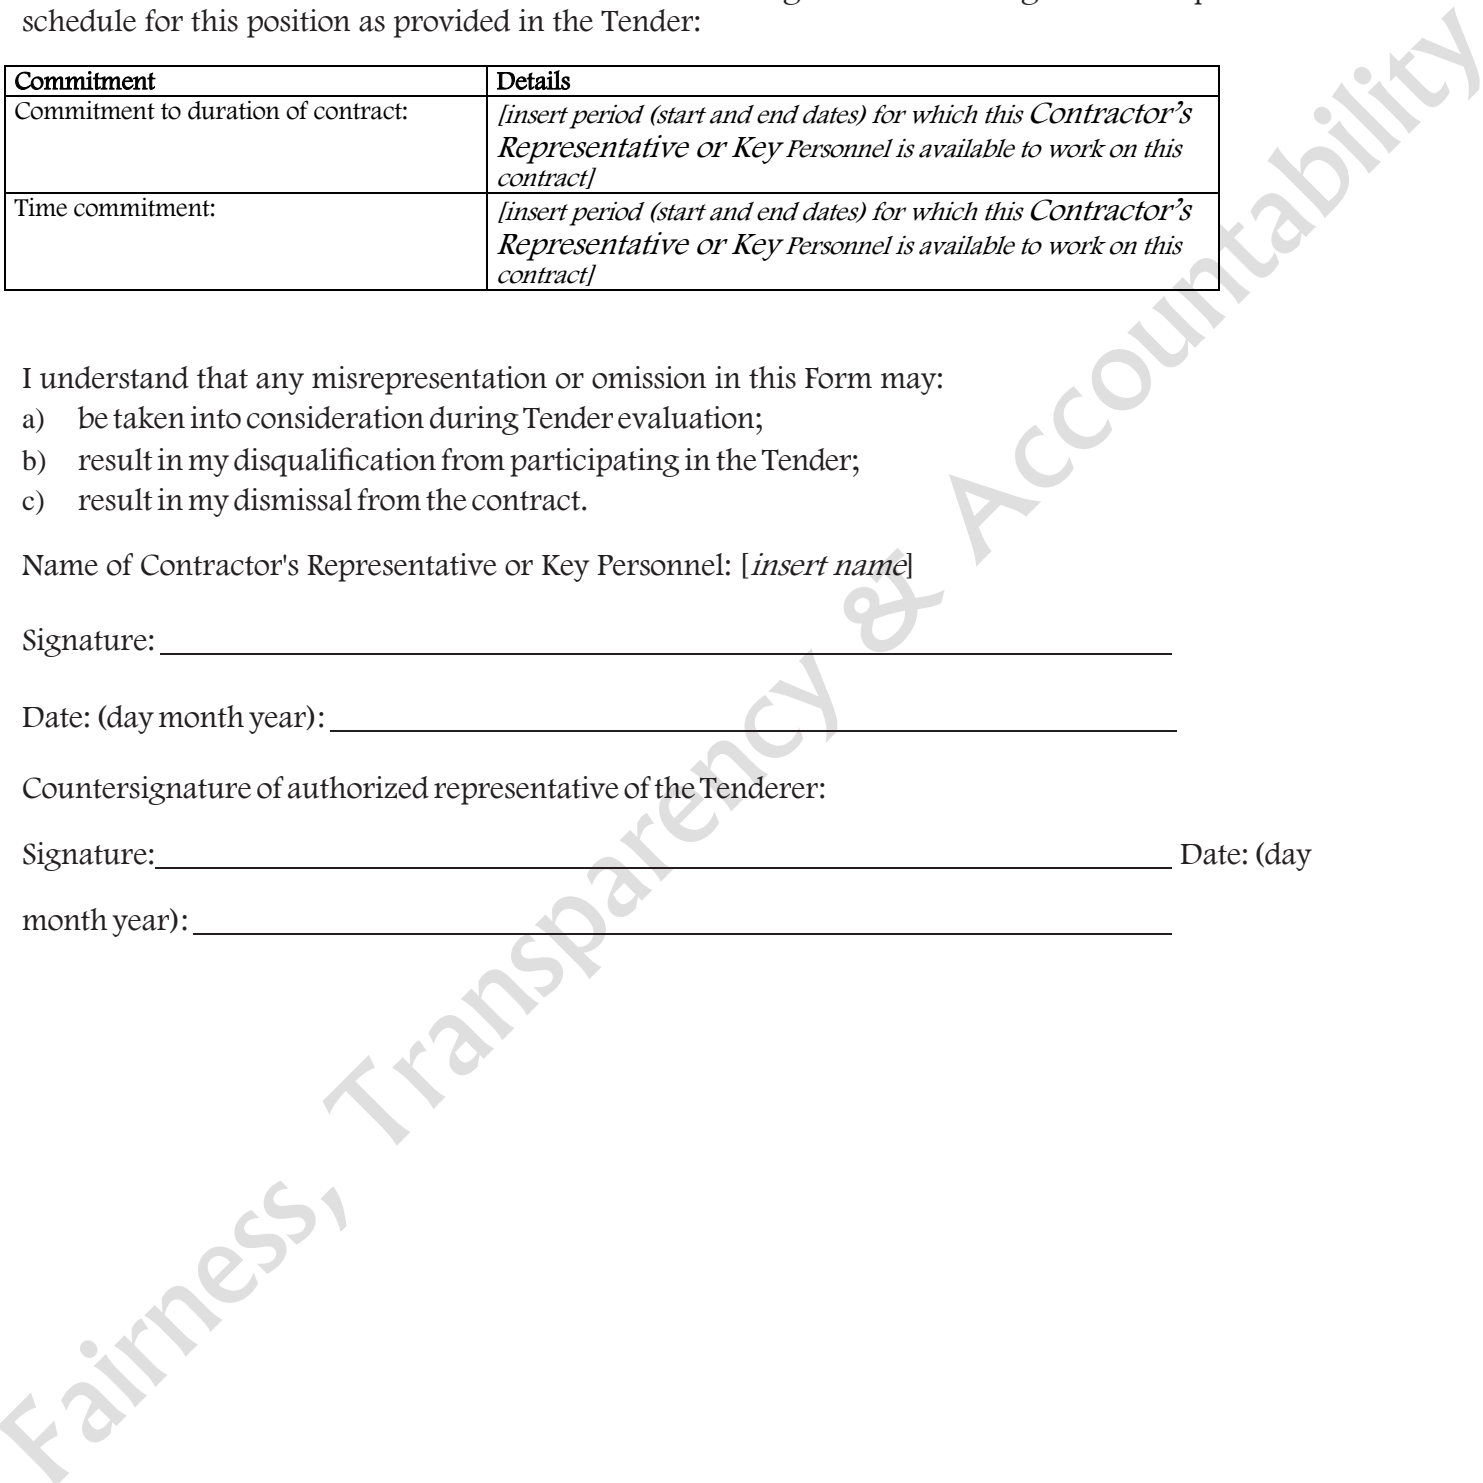 schedule for this position as provided in the Tender:
Commitment Details
Commitment to duration of contract: [insert period (start and end dates) for which this Contractor's
Representative or Key Personnel is available to work on this
contract]
Time commitment: [insert period (start and end dates) for which this Contractor's
Representative or Key Personnel is available to work on this
contract]
I understand that any misrepresentation or omission in this Form may:
a) be taken into consideration during Tender evaluation;
b) result in my disqualification from participating in the Tender;
c) result in my dismissal from the contract.
Name of Contractor's Representative or Key Personnel: [insert name]
Signature:
Date: (day month year):
Countersignature of authorized representative of the Tenderer:
Signature: Date: (day
month year):
Fairness, Transparency & Accountability